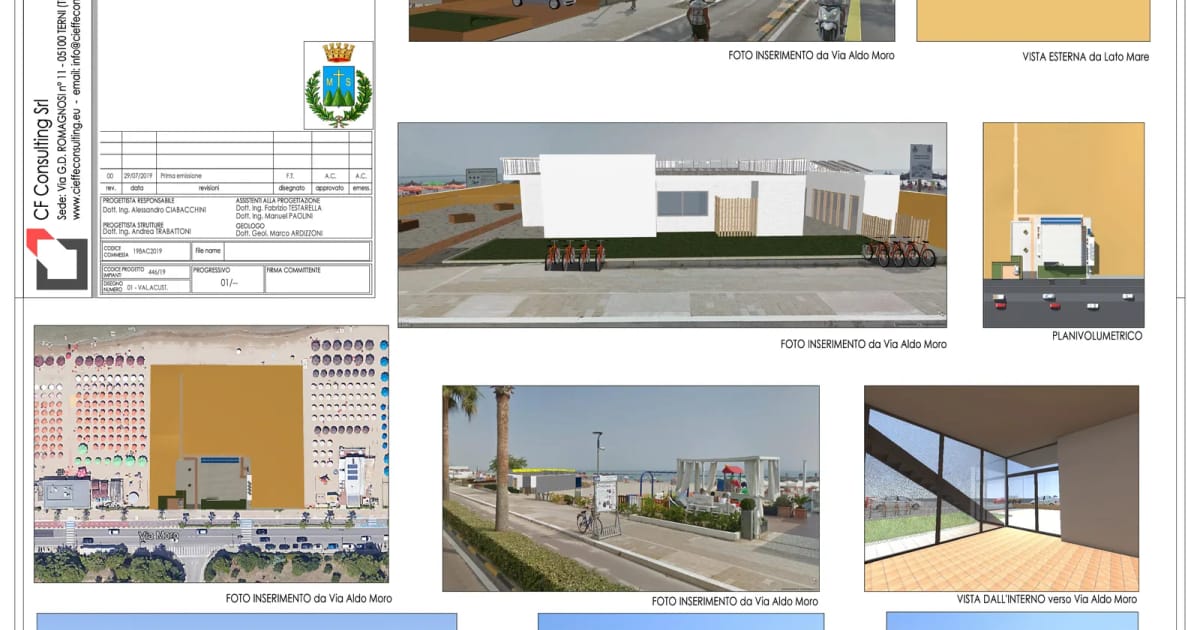 CF Consulting Srl
Sede: Via G.D. ROMAGNOSI nº 11 - 05100 TERNI (T
www.cieffeconsulting.eu - email: info@cieffeco
M S
00 29/07/2019 Prima emissione F.T. A.C. A.C.
rev. data revisioni disegnato approvato emess.
PROGETTISTA RESPONSABILE
Dott. Ing. Alessandro CIABACCHINI
PROGETTISTA STRUTTURE
Dott. Ing. Andrea TRABATTONI
ASSISTENTI ALLA PROGETTAZIONE
Dott. Ing. Fabrizio TESTARELLA
Dott. Ing. Manuel PAOLINI
GEOLOGO
Dott. Geol. Marco ARDIZZONI
CODICE COMMESSA 19BAC2019 File name
CODICE PROGETTO IMPIANTI 446/19
DISEGNO NUMERO 01 - VALACUST.
PROGRESSIVO
01/--
FIRMA COMMITTENTE
FOTO INSERIMENTO da Via Aldo Moro
VISTA ESTERNA da Lato Mare
FOTO INSERIMENTO da Via Aldo Moro
PLANIVOLUMETRICO
Via Moro
FOTO INSERIMENTO da Via Aldo Moro
FOTO INSERIMENTO da Via Aldo Moro
VISTA DALL'INTERNO verso Via Aldo Moro